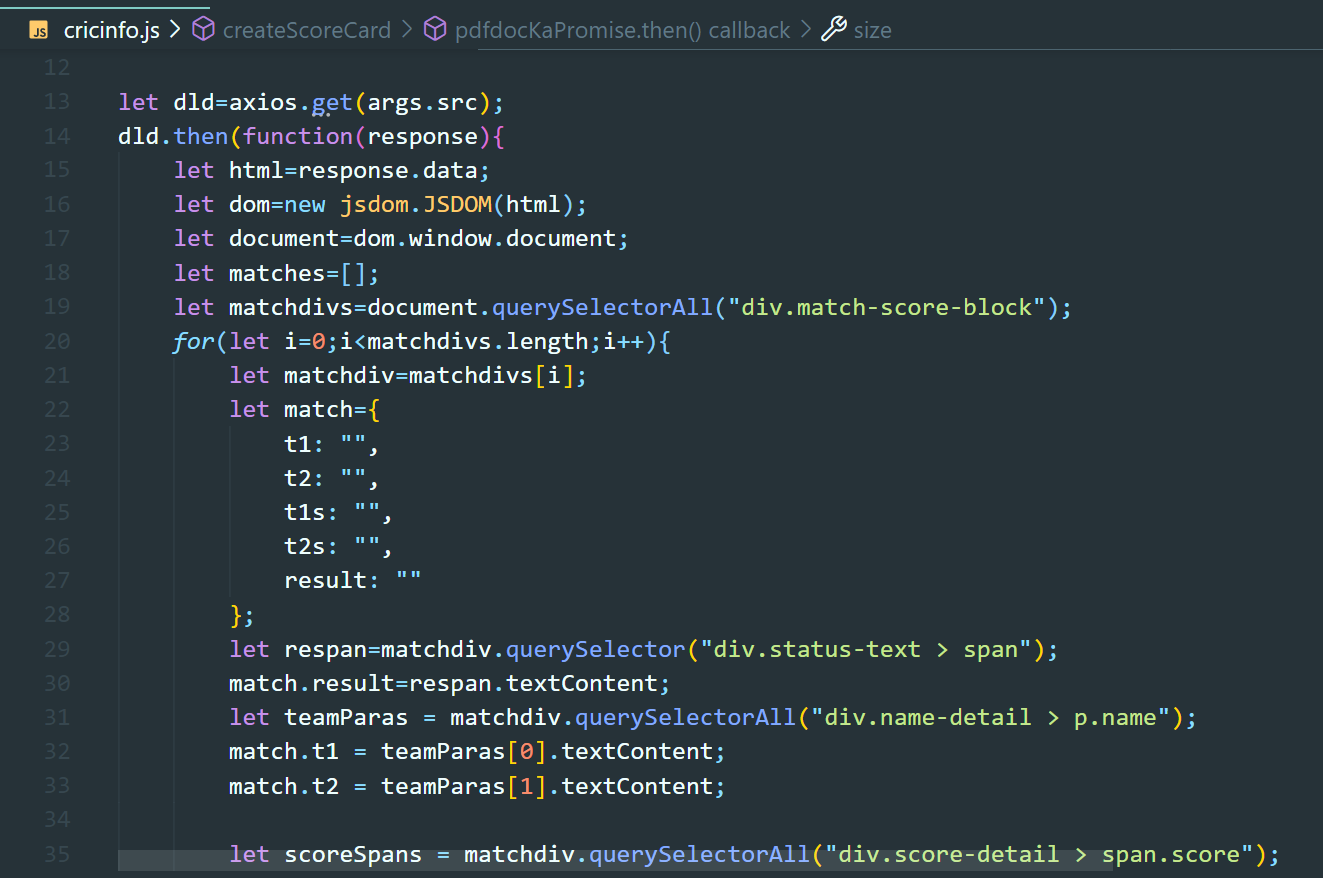 JS cricinfo.js > createScoreCard > pdfdocKaPromise.then() callback > size
12
13 let dld=axios.get(args.src);
14 dld.then(function(response){
15 let html=response.data;
16 let dom=new jsdom.JSDOM(html);
17 let document=dom.window.document;
18 let matches=[];
19 let matchdivs=document.querySelectorAll("div.match-score-block");
20 for(let i=0;i<matchdivs.length;i++){
21 let matchdiv=matchdivs[i];
22 let match={
23 t1: "",
24 t2: "",
25 t1s: "",
26 t2s: "",
27 result: ""
28 };
29 let respan=matchdiv.querySelector("div.status-text > span");
30 match.result=respan.textContent;
31 let teamParas = matchdiv.querySelectorAll("div.name-detail > p.name");
32 match.t1 = teamParas[0].textContent;
33 match.t2 = teamParas[1].textContent;
34
35 let scoreSpans = matchdiv.querySelectorAll("div.score-detail > span.score");